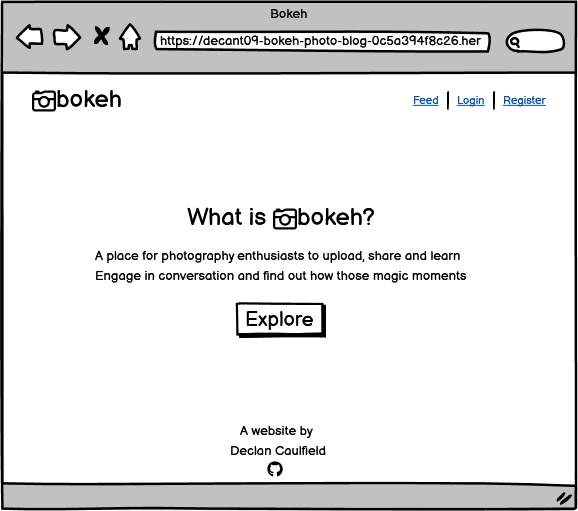 Bokeh
https://decant09-bokeh-photo-blog-0c5a394f8c26.her
bokeh
Feed | Login | Register
What is bokeh?
A place for photography enthusiasts to upload, share and learn
Engage in conversation and find out how those magic moments
Explore
A website by
Declan Caulfield